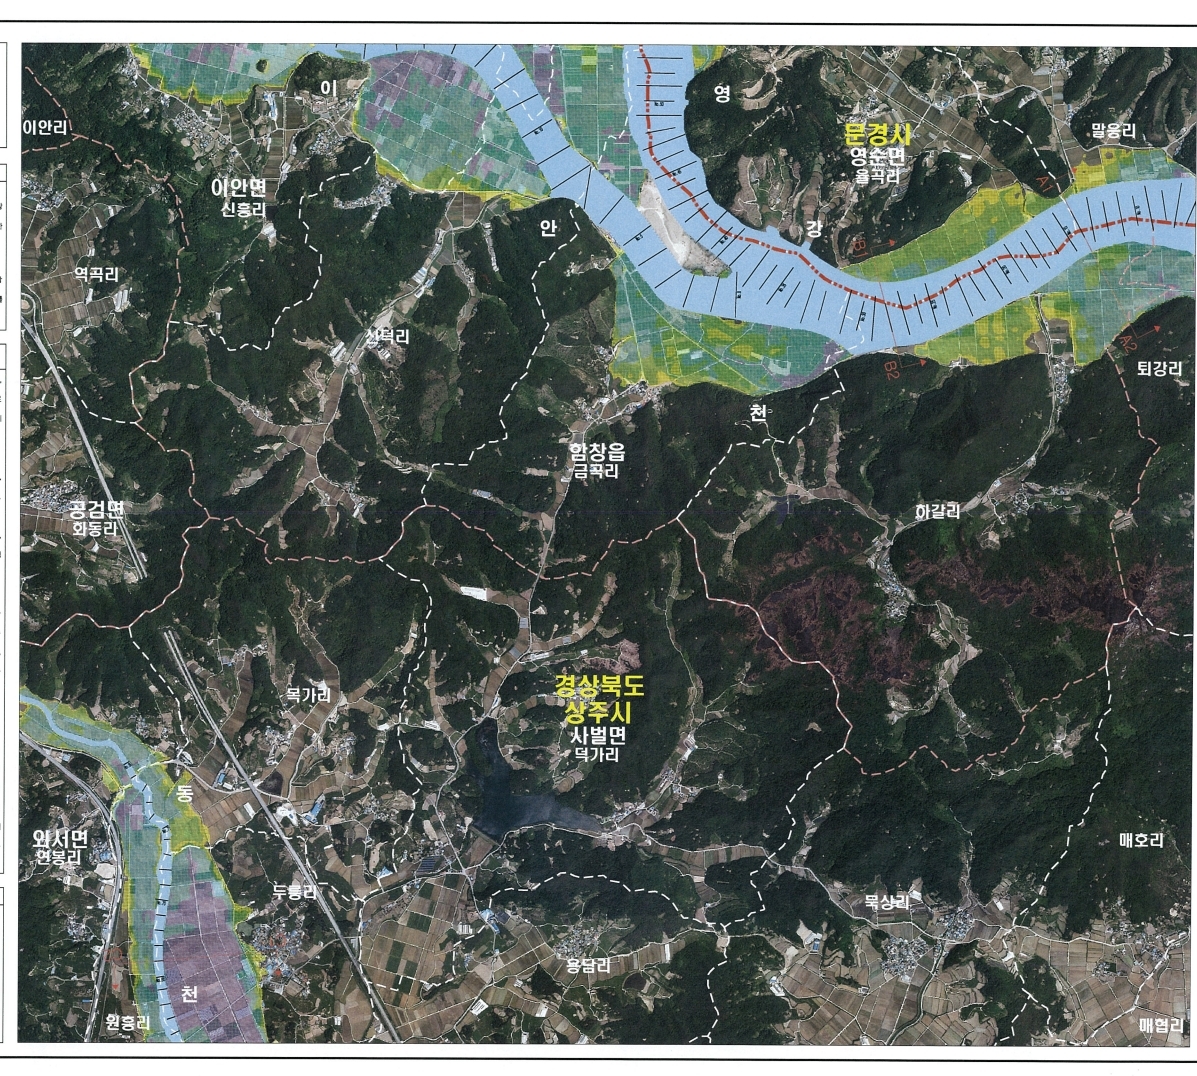 이
영
이안리
문경시
영순면
율곡리
말응리
A1
이안면
신흥리
안
강
B1
역곡리
신덕리
A2
퇴강리
B2
천
함창읍
금곡리
공검면
화동리
하갈리
목가리
경상북도
상주시
사벌면
덕가리
동
외서면
연봉리
매호리
두릉리
묵상리
용담리
천
원흥리
매협리